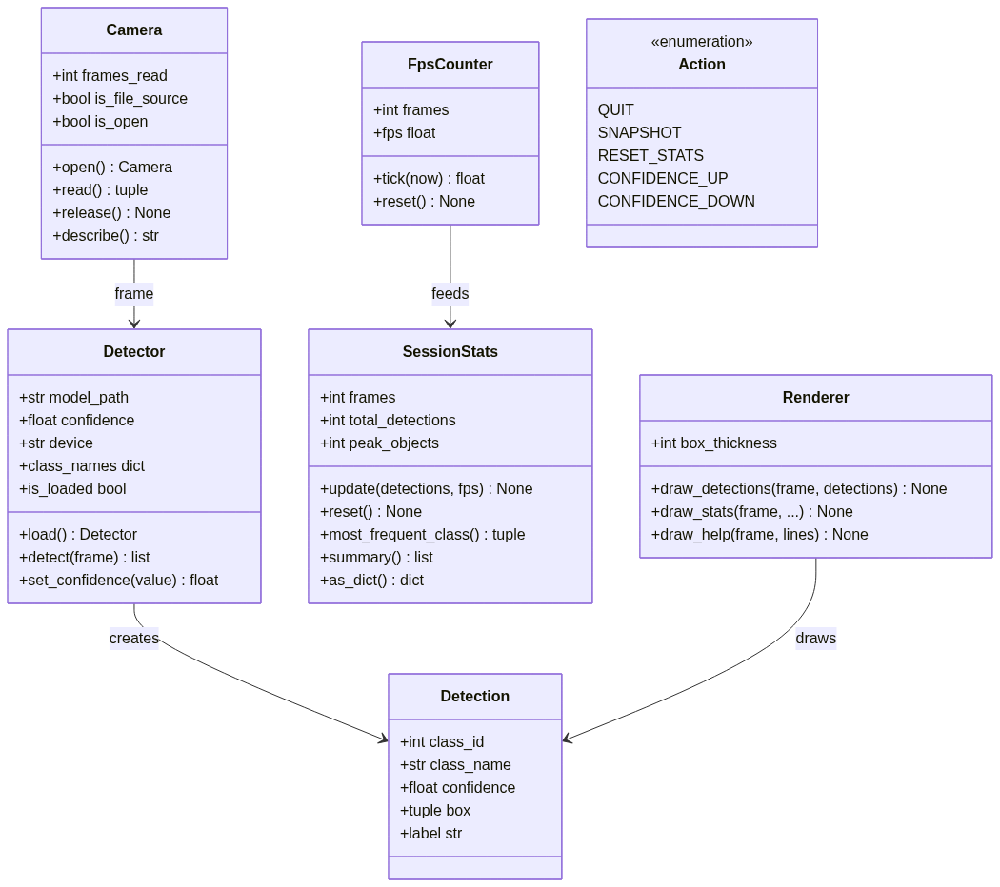 Camera
+int frames_read
+bool is_file_source
+bool is_open
+open() : Camera
+read() : tuple
+release() : None
+describe() : str
FpsCounter
+int frames
+fps float
+tick(now) : float
+reset() : None
«enumeration»
Action
QUIT
SNAPSHOT
RESET_STATS
CONFIDENCE_UP
CONFIDENCE_DOWN
frame
feeds
Detector
+str model_path
+float confidence
+str device
+class_names dict
+is_loaded bool
+load() : Detector
+detect(frame) : list
+set_confidence(value) : float
SessionStats
+int frames
+int total_detections
+int peak_objects
+update(detections, fps) : None
+reset() : None
+most_frequent_class() : tuple
+summary() : list
+as_dict() : dict
Renderer
+int box_thickness
+draw_detections(frame, detections) : None
+draw_stats(frame, ...) : None
+draw_help(frame, lines) : None
creates
draws
Detection
+int class_id
+str class_name
+float confidence
+tuple box
+label str